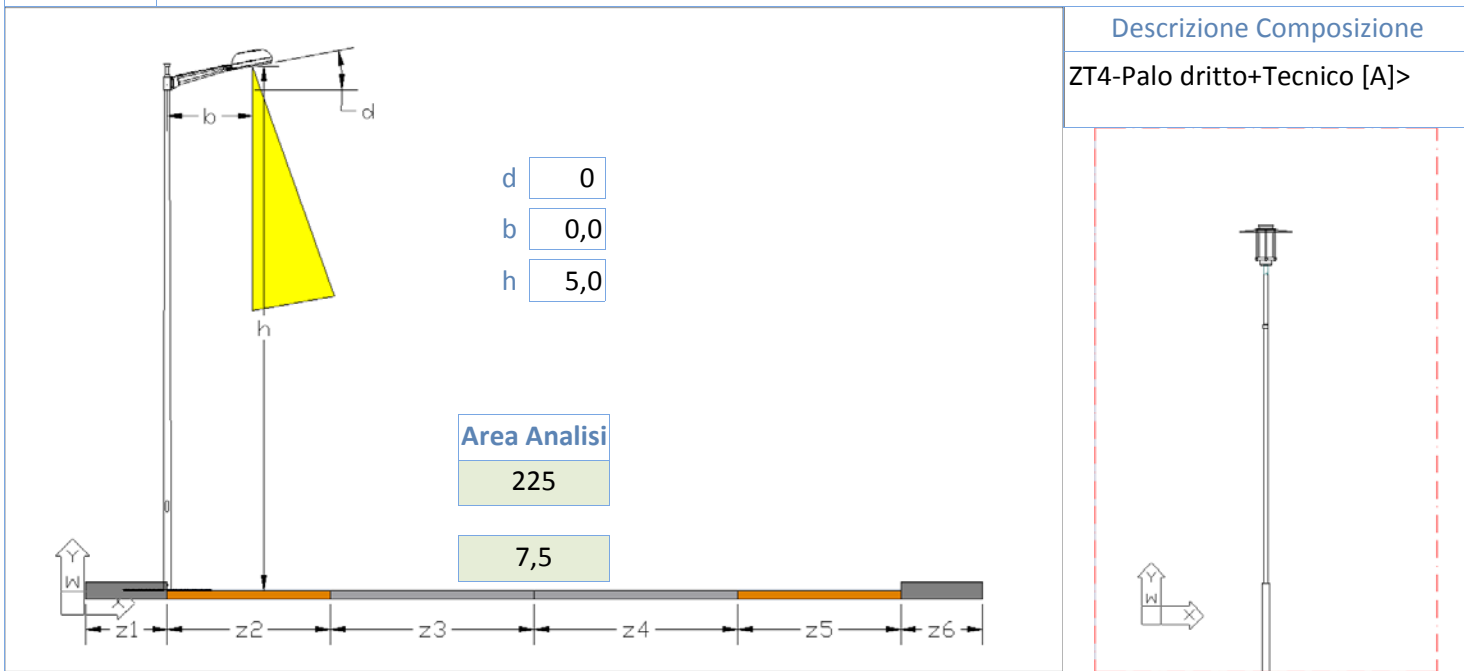 Descrizione Composizione
ZT4-Palo dritto+Tecnico [A]>
b
d
d 0
b 0,0
h 5,0
h
Area Analisi
225
7,5
Y
W
X
z1 z2 z3 z4 z5 z6
Y
W
X